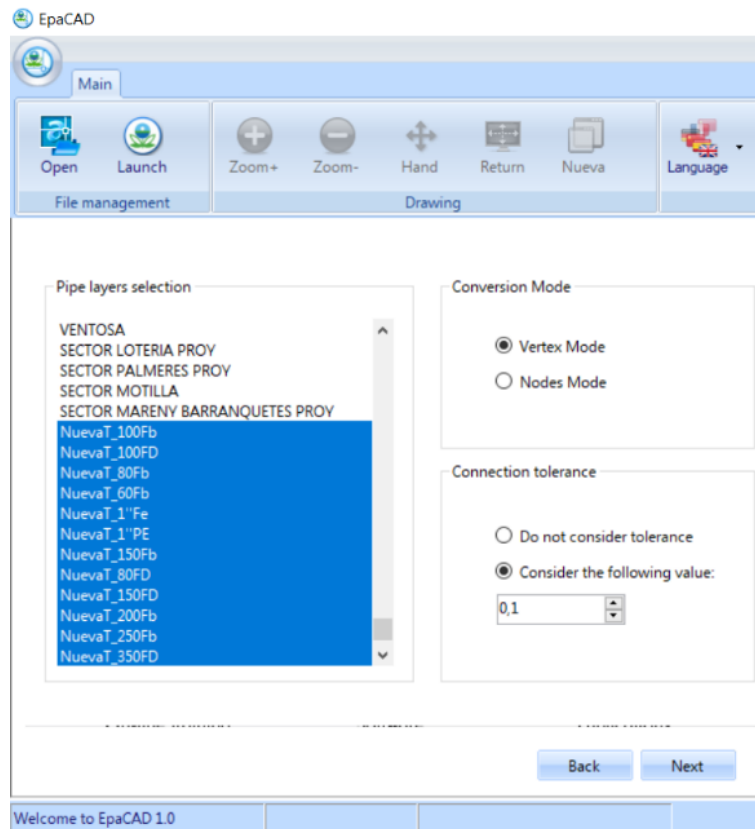 EpaCAD
Main
Open
Launch
Zoom+
Zoom-
Hand
Return
Nueva
Language
File management
Drawing
Pipe layers selection
VENTOSA
SECTOR LOTERIA PROY
SECTOR PALMERES PROY
SECTOR MOTILLA
SECTOR MARENY BARRANQUETES PROY
NuevaT_100Fb
NuevaT_100FD
NuevaT_80Fb
NuevaT_60Fb
NuevaT_1''Fe
NuevaT_1''PE
NuevaT_150Fb
NuevaT_80FD
NuevaT_150FD
NuevaT_200Fb
NuevaT_250Fb
NuevaT_350FD
Conversion Mode
Vertex Mode
Nodes Mode
Connection tolerance
Do not consider tolerance
Consider the following value:
0,1
Back
Next
Welcome to EpaCAD 1.0